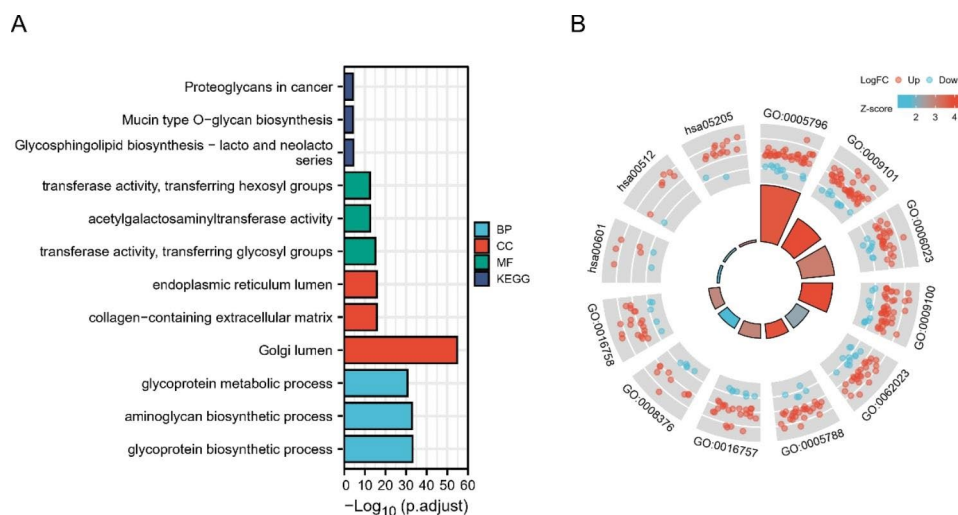 A
Proteoglycans in cancer
Mucin type O-glycan biosynthesis
Glycosphingolipid biosynthesis - lacto and neolacto
series
transferase activity, transferring hexosyl groups
acetylgalactosaminyltransferase activity
transferase activity, transferring glycosyl groups
endoplasmic reticulum lumen
collagen-containing extracellular matrix
Golgi lumen
glycoprotein metabolic process
aminoglycan biosynthetic process
glycoprotein biosynthetic process
0 10 20 30 40 50 60
-Log10 (p.adjust)
BP
CC
MF
KEGG
B
LogFC Up Dow
Z-score
2 3 4
GO:0005796
GO:0009101
GO:0006023
GO:0009100
GO:0062023
GO:0005788
GO:0016757
GO:0008376
GO:0016758
hsa00601
hsa00512
hsa05205